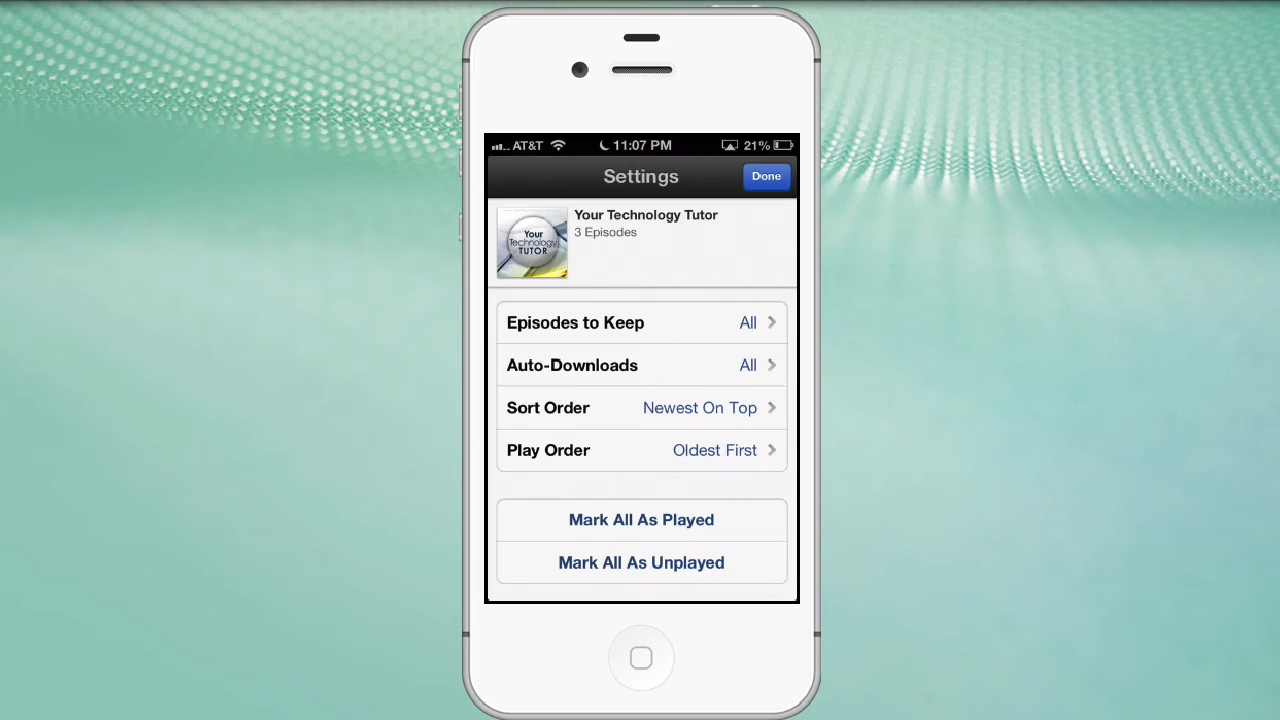 AT&T 11:07 PM 21%
Settings Done
Your Technology Tutor
3 Episodes
Your
Technology
TUTOR
Episodes to Keep All
Auto-Downloads All
Sort Order Newest On Top
Play Order Oldest First
Mark All As Played
Mark All As Unplayed